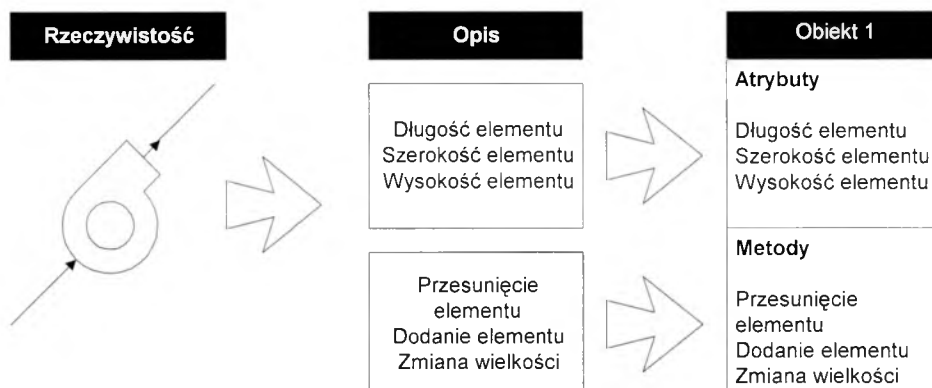 Rzeczywistość
Opis
Długość elementu
Szerokość elementu
Wysokość elementu
Przesunięcie
elementu
Dodanie elementu
Zmiana wielkości
Obiekt 1
Atrybuty
Długość elementu
Szerokość elementu
Wysokość elementu
Metody
Przesunięcie
elementu
Dodanie elementu
Zmiana wielkości